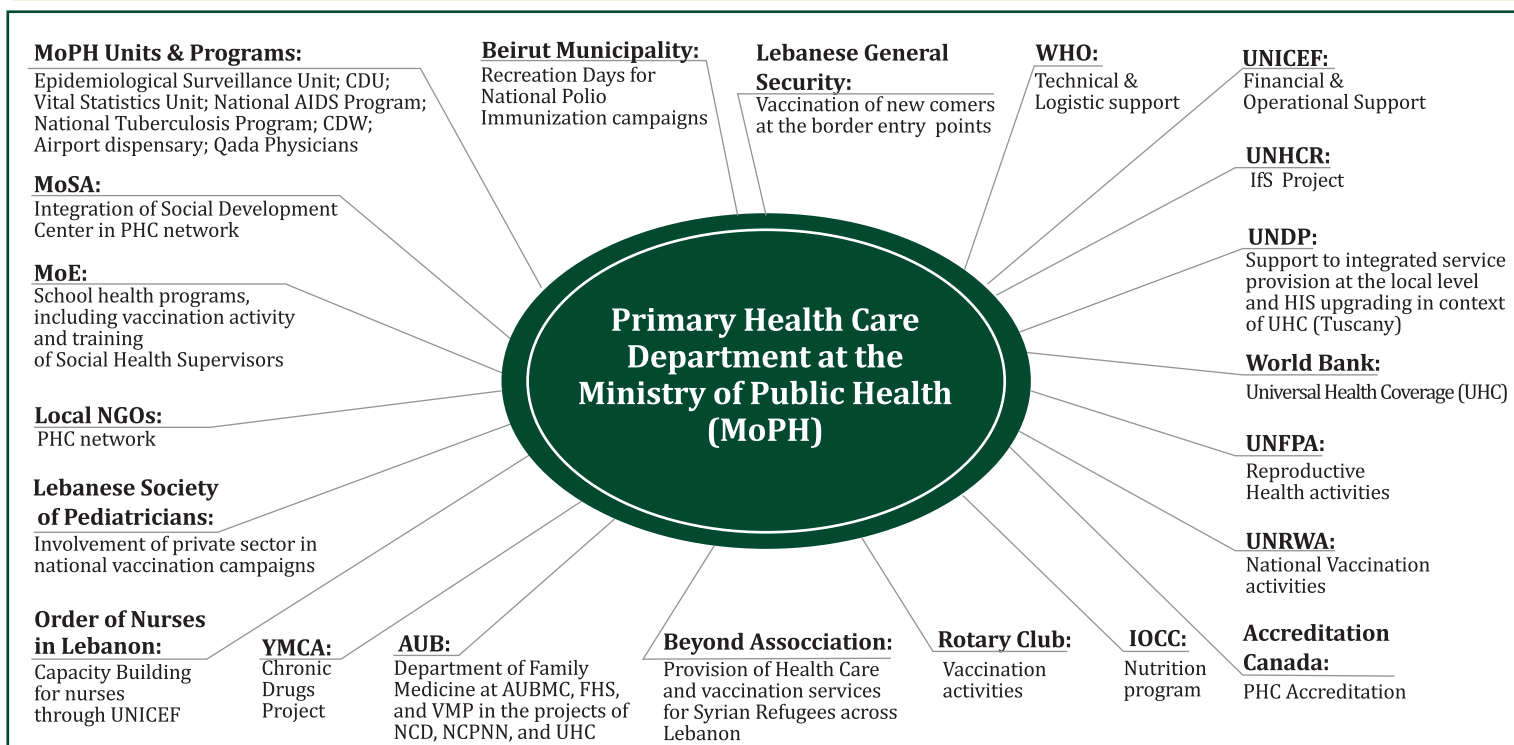 MoPH Units & Programs:
Epidemiological Surveillance Unit; CDU;
Vital Statistics Unit; National AIDS Program;
National Tuberculosis Program; CDW;
Airport dispensary; Qada Physicians
Beirut Municipality:
Recreation Days for
National Polio
Immunization campaigns
Lebanese General
Security:
Vaccination of new comers
at the border entry points
WHO:
Technical &
Logistic support
UNICEF:
Financial &
Operational Support
MoSA:
Integration of Social Development
Center in PHC network
MoE:
School health programs,
including vaccination activity
and training
of Social Health Supervisors
Local NGOs:
PHC network
Lebanese Society
of Pediatricians:
Involvement of private sector in
national vaccination campaigns
Primary Health Care
Department at the
Ministry of Public Health
(MoPH)
UNHCR:
IfS Project
UNDP:
Support to integrated service
provision at the local level
and HIS upgrading in context
of UHC (Tuscany)
World Bank:
Universal Health Coverage (UHC)
UNFPA:
Reproductive
Health activities
UNRWA:
National Vaccination
activities
Order of Nurses
in Lebanon:
Capacity Building
for nurses
through UNICEF
YMCA:
Chronic
Drugs
Project
AUB:
Department of Family
Medicine at AUBMC, FHS,
and VMP in the projects of
NCD, NCPNN, and UHC
Beyond Assocciation:
Provision of Health Care
and vaccination services
for Syrian Refugees across
Lebanon
Rotary Club:
Vaccination
activities
IOCC:
Nutrition
program
Accreditation
Canada:
PHC Accreditation